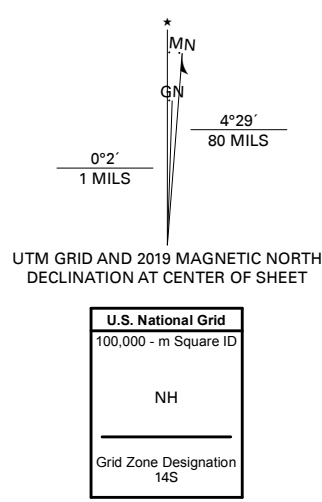 ★
MN
GN
4°29´
80 MILS
0°2´
1 MILS
UTM GRID AND 2019 MAGNETIC NORTH
DECLINATION AT CENTER OF SHEET
U.S. National Grid
100,000 - m Square ID
NH
Grid Zone Designation
14S